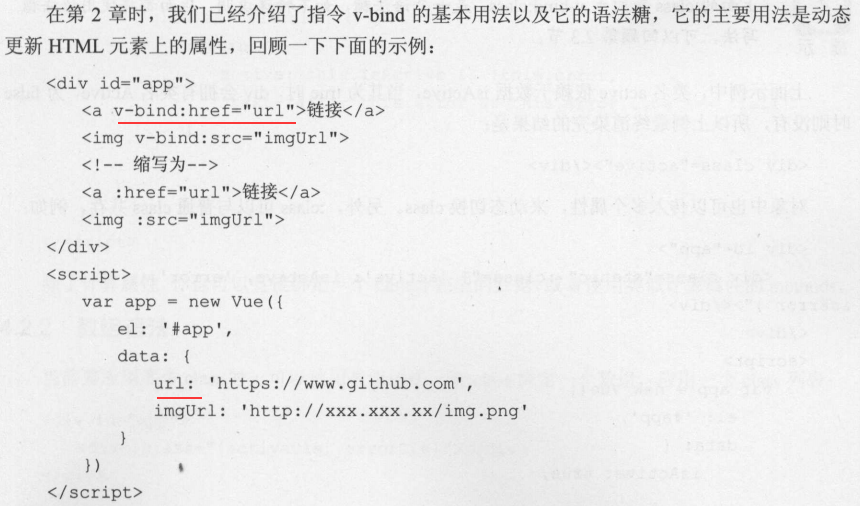 在第 2 章时，我们已经介绍了指令 v-bind 的基本用法以及它的语法糖，它的主要用法是动态
更新 HTML 元素上的属性，回顾一下下面的示例：
<div id="app">
<a v-bind:href="url">链接</a>
<img v-bind:src="imgUrl">
<!-- 缩写为-->
<a :href="url">链接</a>
<img :src="imgUrl">
</div>
<script>
var app = new Vue({
el: '#app',
data: {
url: 'https://www.github.com',
imgUrl: 'http://xxx.xxx.xx/img.png'
}
})
</script>